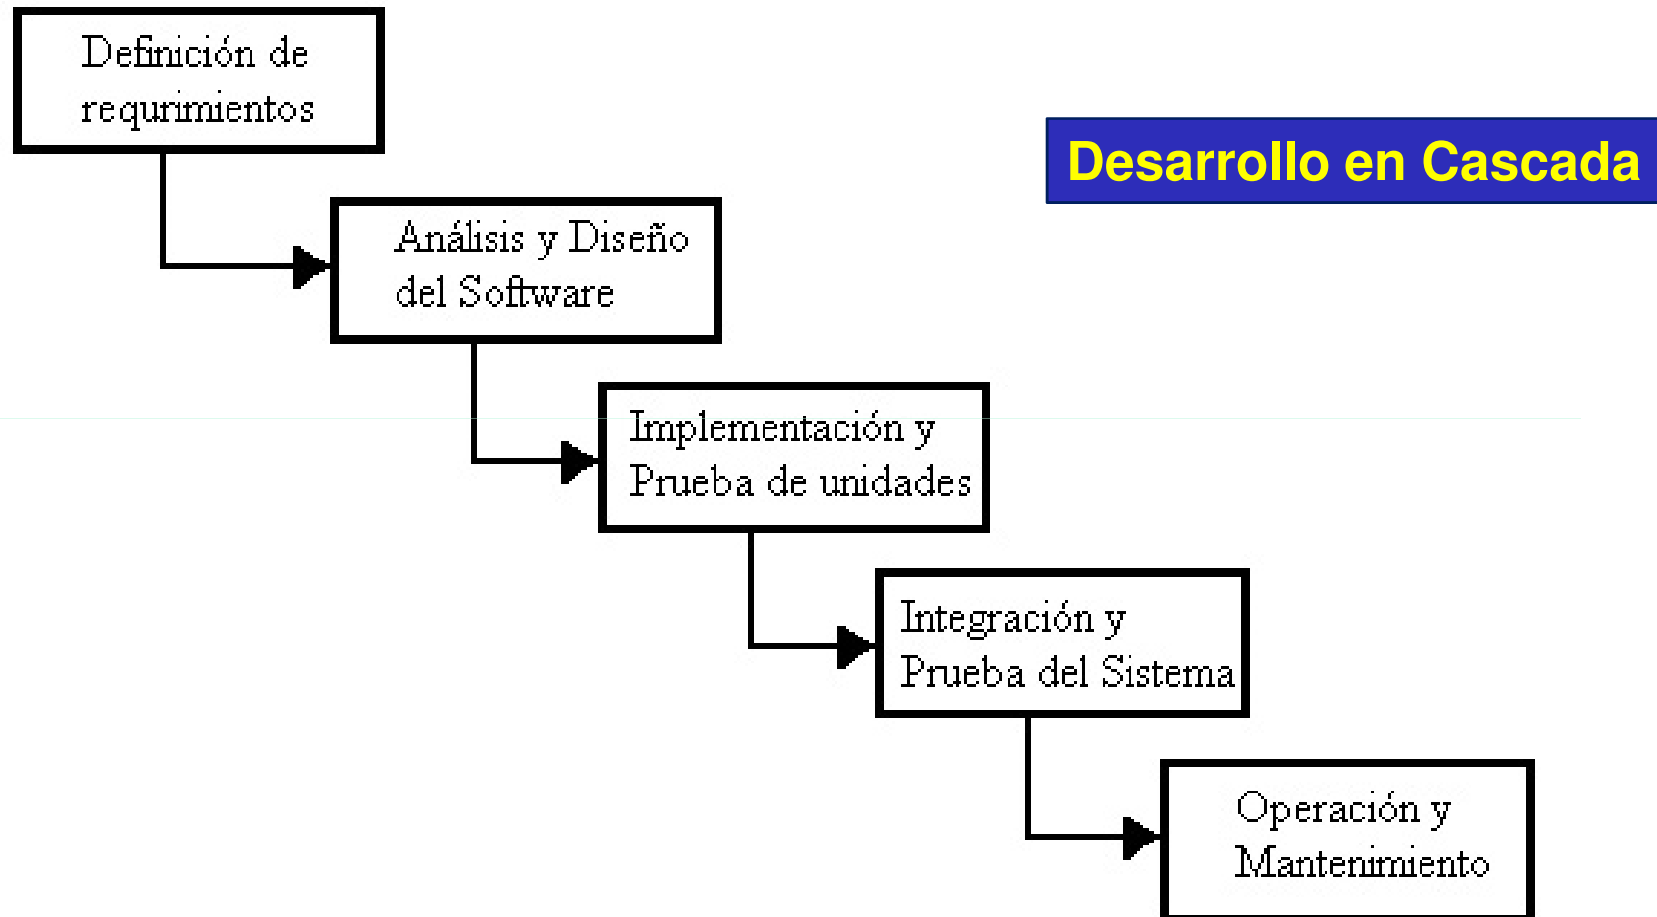 Definición de
requrimientos
Desarrollo en Cascada
Análisis y Diseño
del Software
Implementación y
Prueba de unidades
Integración y
Prueba del Sistema
Operación y
Mantenimiento